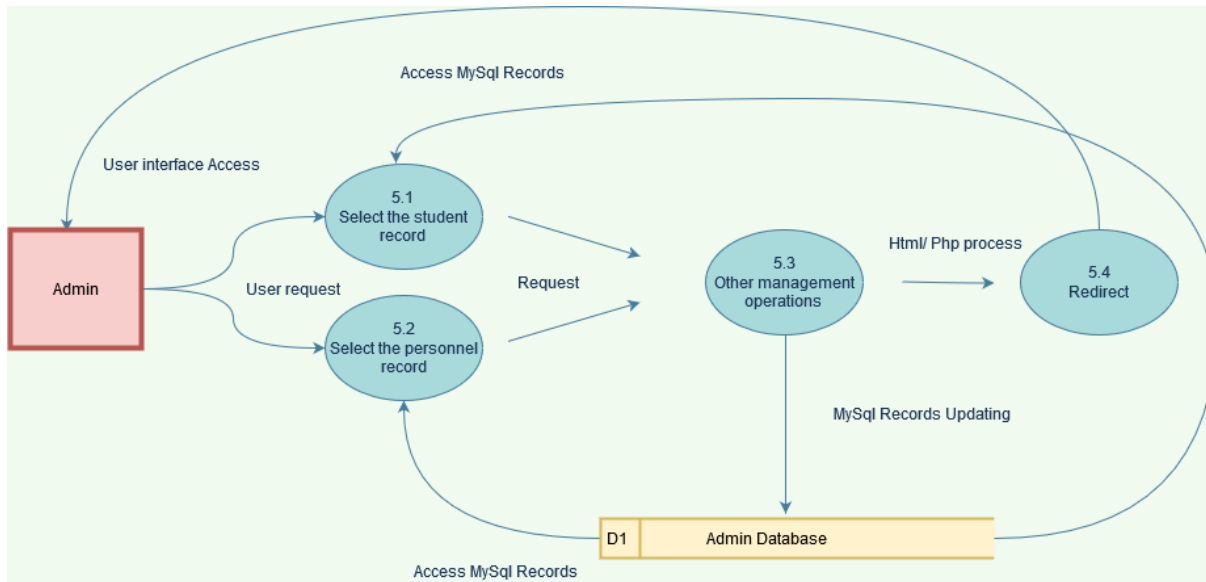 Access MySql Records
User interface Access
5.1
Select the student
record
Admin
User request
Request
5.2
Select the personnel
record
5.3
Other management
operations
Html/ Php process
5.4
Redirect
MySql Records Updating
D1
Admin Database
Access MySql Records